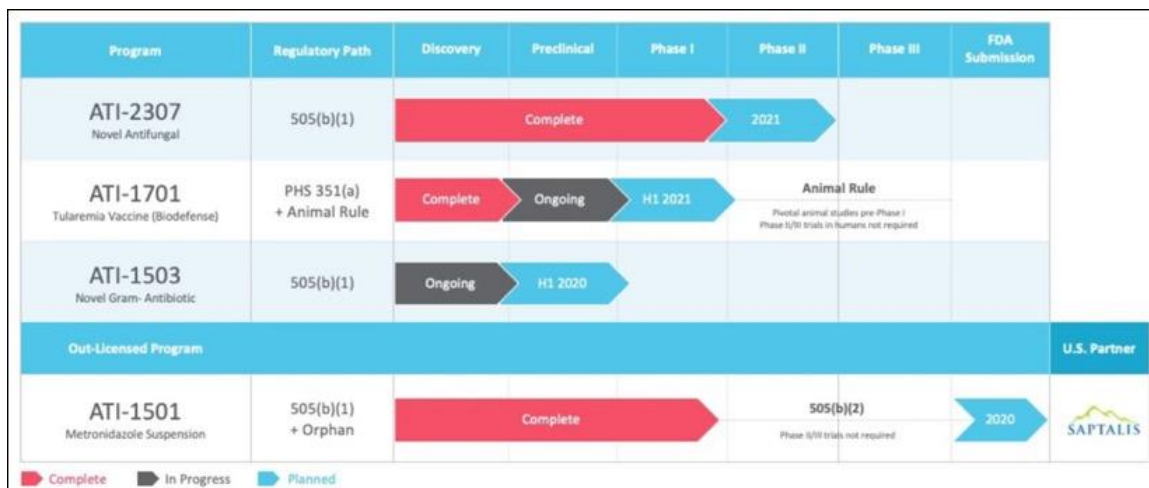 Program Regulatory Path Discovery Preclinical Phase I Phase II Phase III FDA Submission
ATI-2307
Novel Antifungal
505(b)(1)
Complete
2021
ATI-1701
Tularemia Vaccine (Biodefense)
PHS 351(a)
+ Animal Rule
Complete
Ongoing
H1 2021
Animal Rule
Pivotal animal studies pre-Phase I
Phase II/III trials in humans not required
ATI-1503
Novel Gram- Antibiotic
505(b)(1)
Ongoing
H1 2020
Out-Licensed Program
U.S. Partner
ATI-1501
Metronidazole Suspension
505(b)(1)
+ Orphan
Complete
505(b)(2)
Phase II/III trials not required
2020
SAPTALIS
Complete In Progress Planned